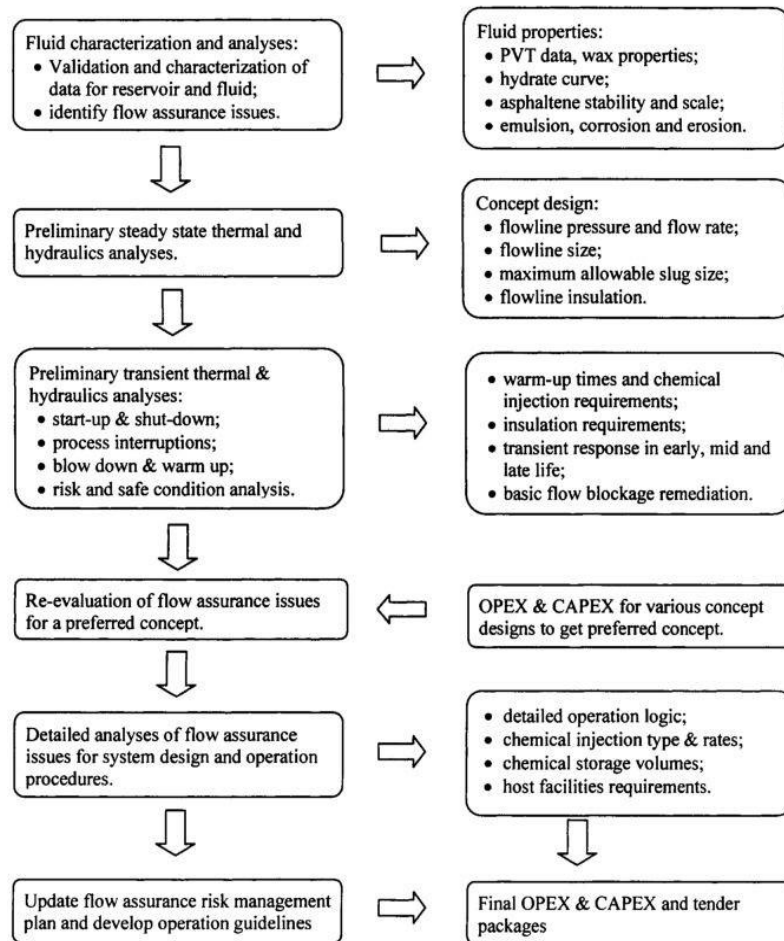 Fluid characterization and analyses:
• Validation and characterization of
data for reservoir and fluid;
• identify flow assurance issues.
Fluid properties:
• PVT data, wax properties;
• hydrate curve;
• asphaltene stability and scale;
• emulsion, corrosion and erosion.
Preliminary steady state thermal and
hydraulics analyses.
Concept design:
• flowline pressure and flow rate;
• flowline size;
• maximum allowable slug size;
• flowline insulation.
Preliminary transient thermal &
hydraulics analyses:
• start-up & shut-down;
• process interruptions;
• blow down & warm up;
• risk and safe condition analysis.
• warm-up times and chemical
injection requirements;
• insulation requirements;
• transient response in early, mid and
late life;
• basic flow blockage remediation.
Re-evaluation of flow assurance issues
for a preferred concept.
OPEX & CAPEX for various concept
designs to get preferred concept.
Detailed analyses of flow assurance
issues for system design and operation
procedures.
• detailed operation logic;
• chemical injection type & rates;
• chemical storage volumes;
• host facilities requirements.
Update flow assurance risk management
plan and develop operation guidelines
Final OPEX & CAPEX and tender
packages